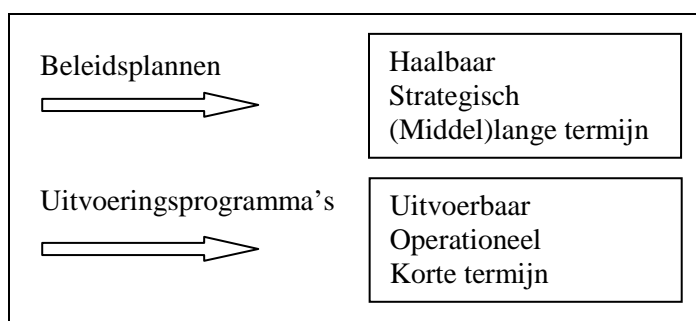 Beleidsplannen
Haalbaar
Strategisch
(Middel)lange termijn
Uitvoeringsprogramma's
Uitvoerbaar
Operationeel
Korte termijn